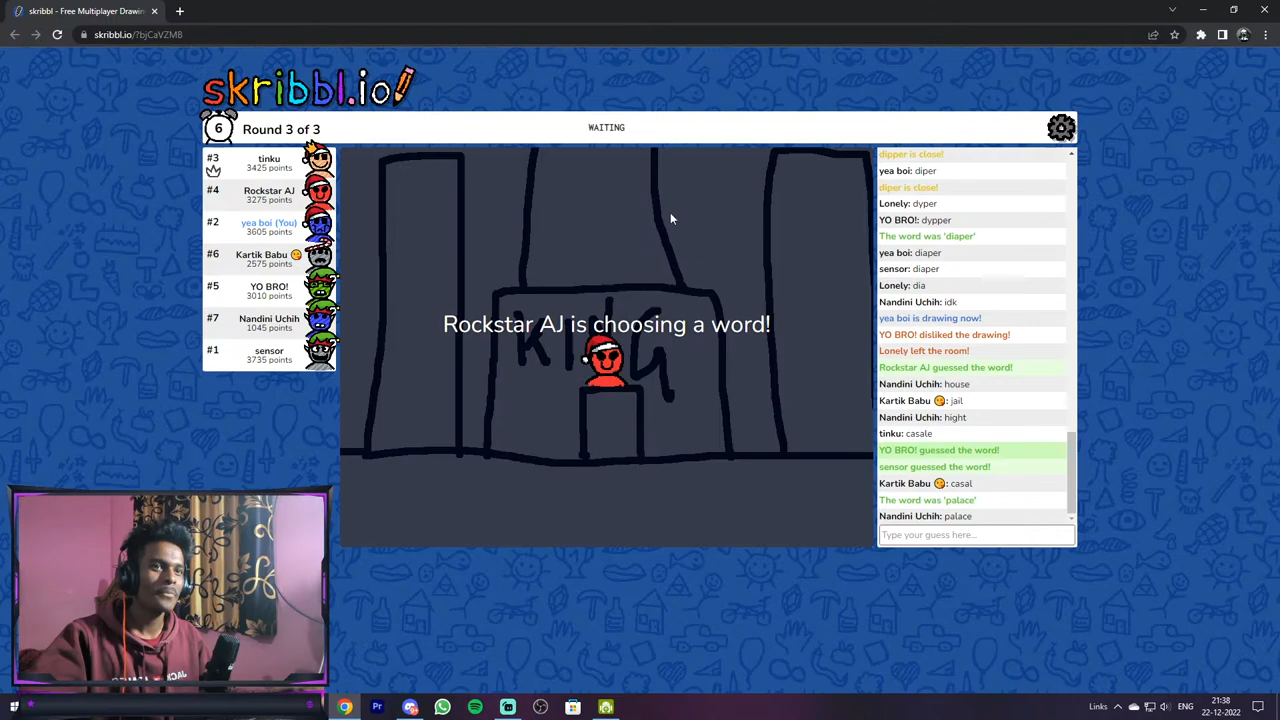 skribbl - Free Multiplayer Drawin
skribbl.io/?bjCaVZM8
skribbl.io
6
Round 3 of 3
WAITING
#3
tinku
3425 points
#4
Rockstar AJ
3275 points
#2
yea boi (You)
3605 points
#6
Kartik Babu 😋
2575 points
#5
YO BRO!
3010 points
#7
Nandini Uchih
1045 points
#1
sensor
3735 points
KING
Rockstar AJ is choosing a word!
dipper is close!
yea boi: diper
diper is close!
Lonely: dyper
YO BRO!: dypper
The word was 'diaper'
yea boi: diaper
sensor: diaper
Lonely: dia
Nandini Uchih: idk
yea boi is drawing now!
YO BRO! disliked the drawing!
Lonely left the room!
Rockstar AJ guessed the word!
Nandini Uchih: house
Kartik Babu 😋: jail
Nandini Uchih: hight
tinku: casale
YO BRO! guessed the word!
sensor guessed the word!
Kartik Babu 😋: casal
The word was 'palace'
Nandini Uchih: palace
Type your guess here...
Links
ENG
21:38
22-12-2022